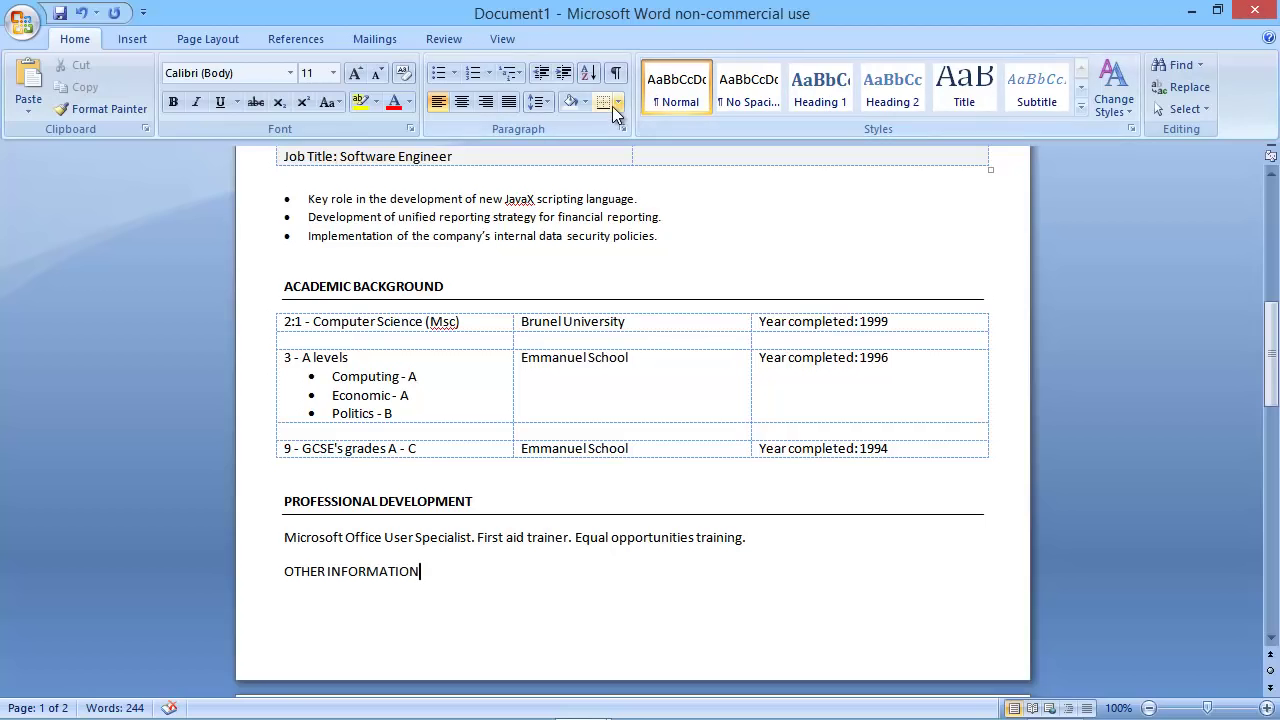 Document1 - Microsoft Word non-commercial use
Home Insert Page Layout References Mailings Review View
Paste
Cut
Copy
Format Painter
Clipboard
Calibri (Body) 11
B I U abc X₂ X² Aa ab A
Font
Paragraph
AaBbCcDc AaBbCcDc AaBbC AaBbCc AaB AaBbCc.
¶ Normal ¶ No Spaci... Heading 1 Heading 2 Title Subtitle
Change Styles
Styles
Find
Replace
Select
Editing
Job Title: Software Engineer
• Key role in the development of new JavaX scripting language.
• Development of unified reporting strategy for financial reporting.
• Implementation of the company's internal data security policies.
ACADEMIC BACKGROUND
2:1 - Computer Science (Msc) Brunel University Year completed: 1999
3 - A levels Emmanuel School Year completed: 1996
• Computing - A
• Economic - A
• Politics - B
9 - GCSE's grades A - C Emmanuel School Year completed: 1994
PROFESSIONAL DEVELOPMENT
Microsoft Office User Specialist. First aid trainer. Equal opportunities training.
OTHER INFORMATION
Page: 1 of 2 Words: 244 100%